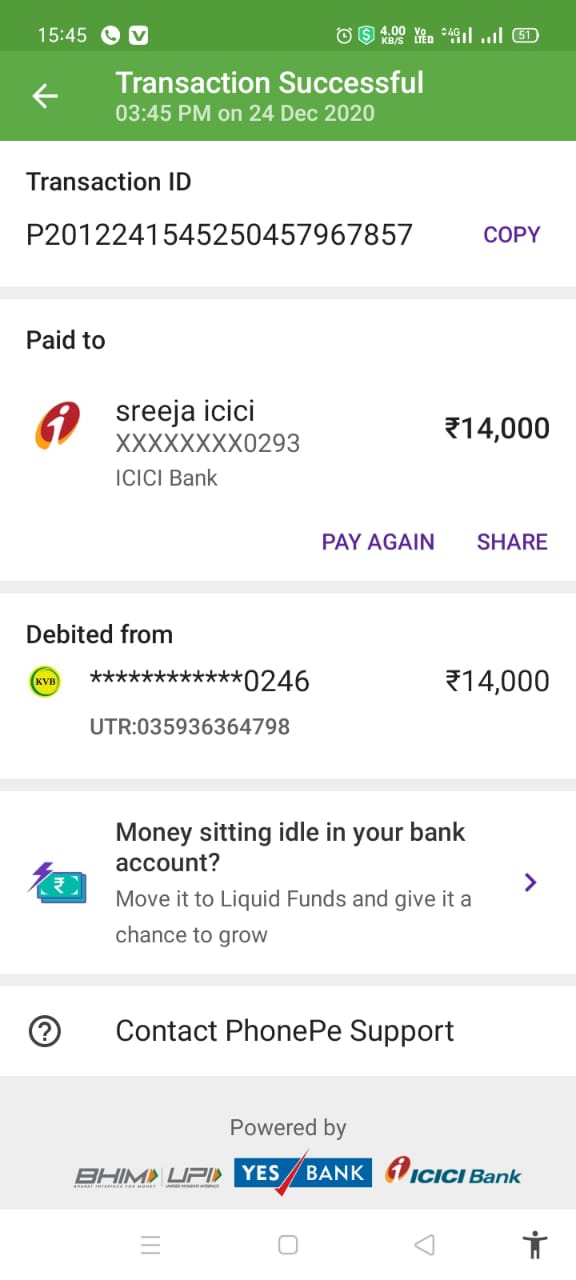 15:45 4.00 KB/S Vo LTED 4G 51
Transaction Successful
03:45 PM on 24 Dec 2020
Transaction ID
P2012241545250457967857 COPY
Paid to
sreeja icici
XXXXXXXX0293 ₹14,000
ICICI Bank
PAY AGAIN SHARE
Debited from
KVB ************0246 ₹14,000
UTR:035936364798
Money sitting idle in your bank
account?
Move it to Liquid Funds and give it a
chance to grow
Contact PhonePe Support
Powered by
BHIM UPI YES BANK ICICI Bank